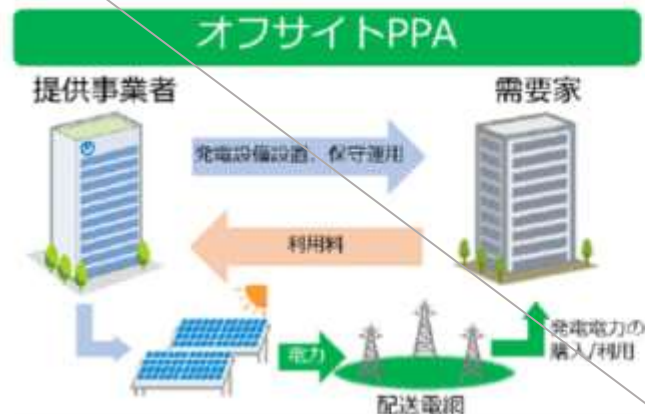 オフサイトPPA
提供事業者
需要家
発電設備設置、保守運用
利用料
電力
発電電力の
購入/利用
配送電網